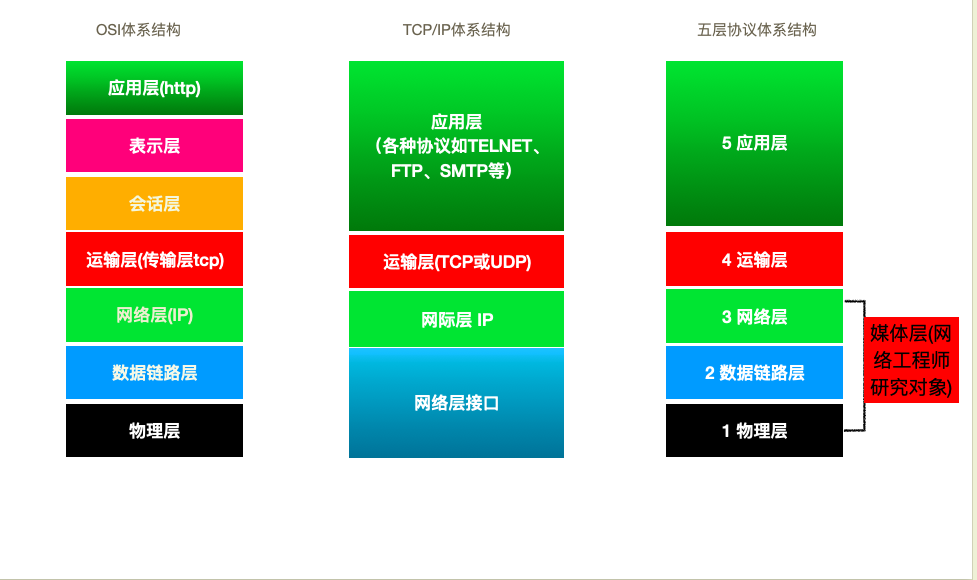 OSI体系结构
应用层(http)
表示层
会话层
运输层(传输层tcp)
网络层(IP)
数据链路层
物理层
TCP/IP体系结构
应用层
（各种协议如TELNET、
FTP、SMTP等）
运输层(TCP或UDP)
网际层 IP
网络层接口
五层协议体系结构
5 应用层
4 运输层
3 网络层
2 数据链路层
1 物理层
媒体层(网
络工程师
研究对象)